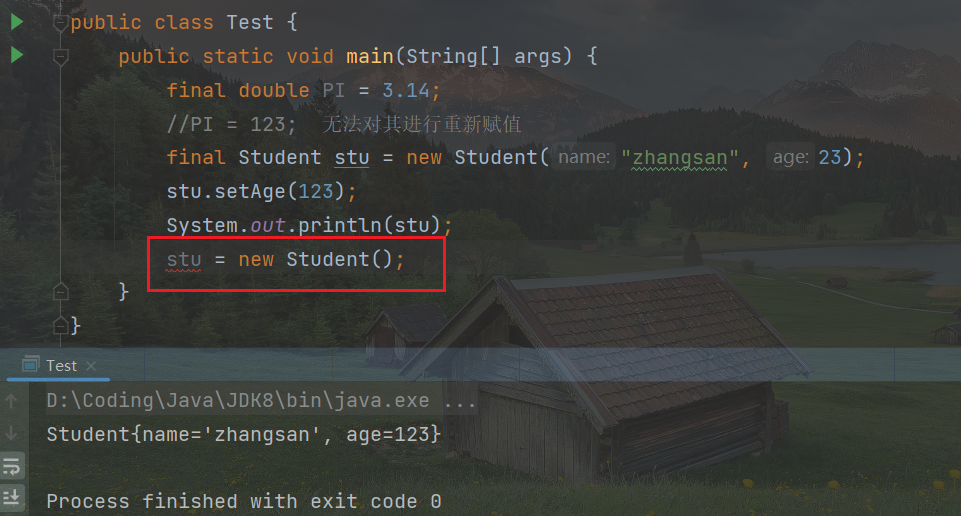 public class Test {
public static void main(String[] args) {
final double PI = 3.14;
//PI = 123;  无法对其进行重新赋值
final Student stu = new Student( name: "zhangsan", age: 23);
stu.setAge(123);
System.out.println(stu);
stu = new Student();
}
}
Test
D:\Coding\Java\JDK8\bin\java.exe ...
Student{name='zhangsan', age=123}
Process finished with exit code 0